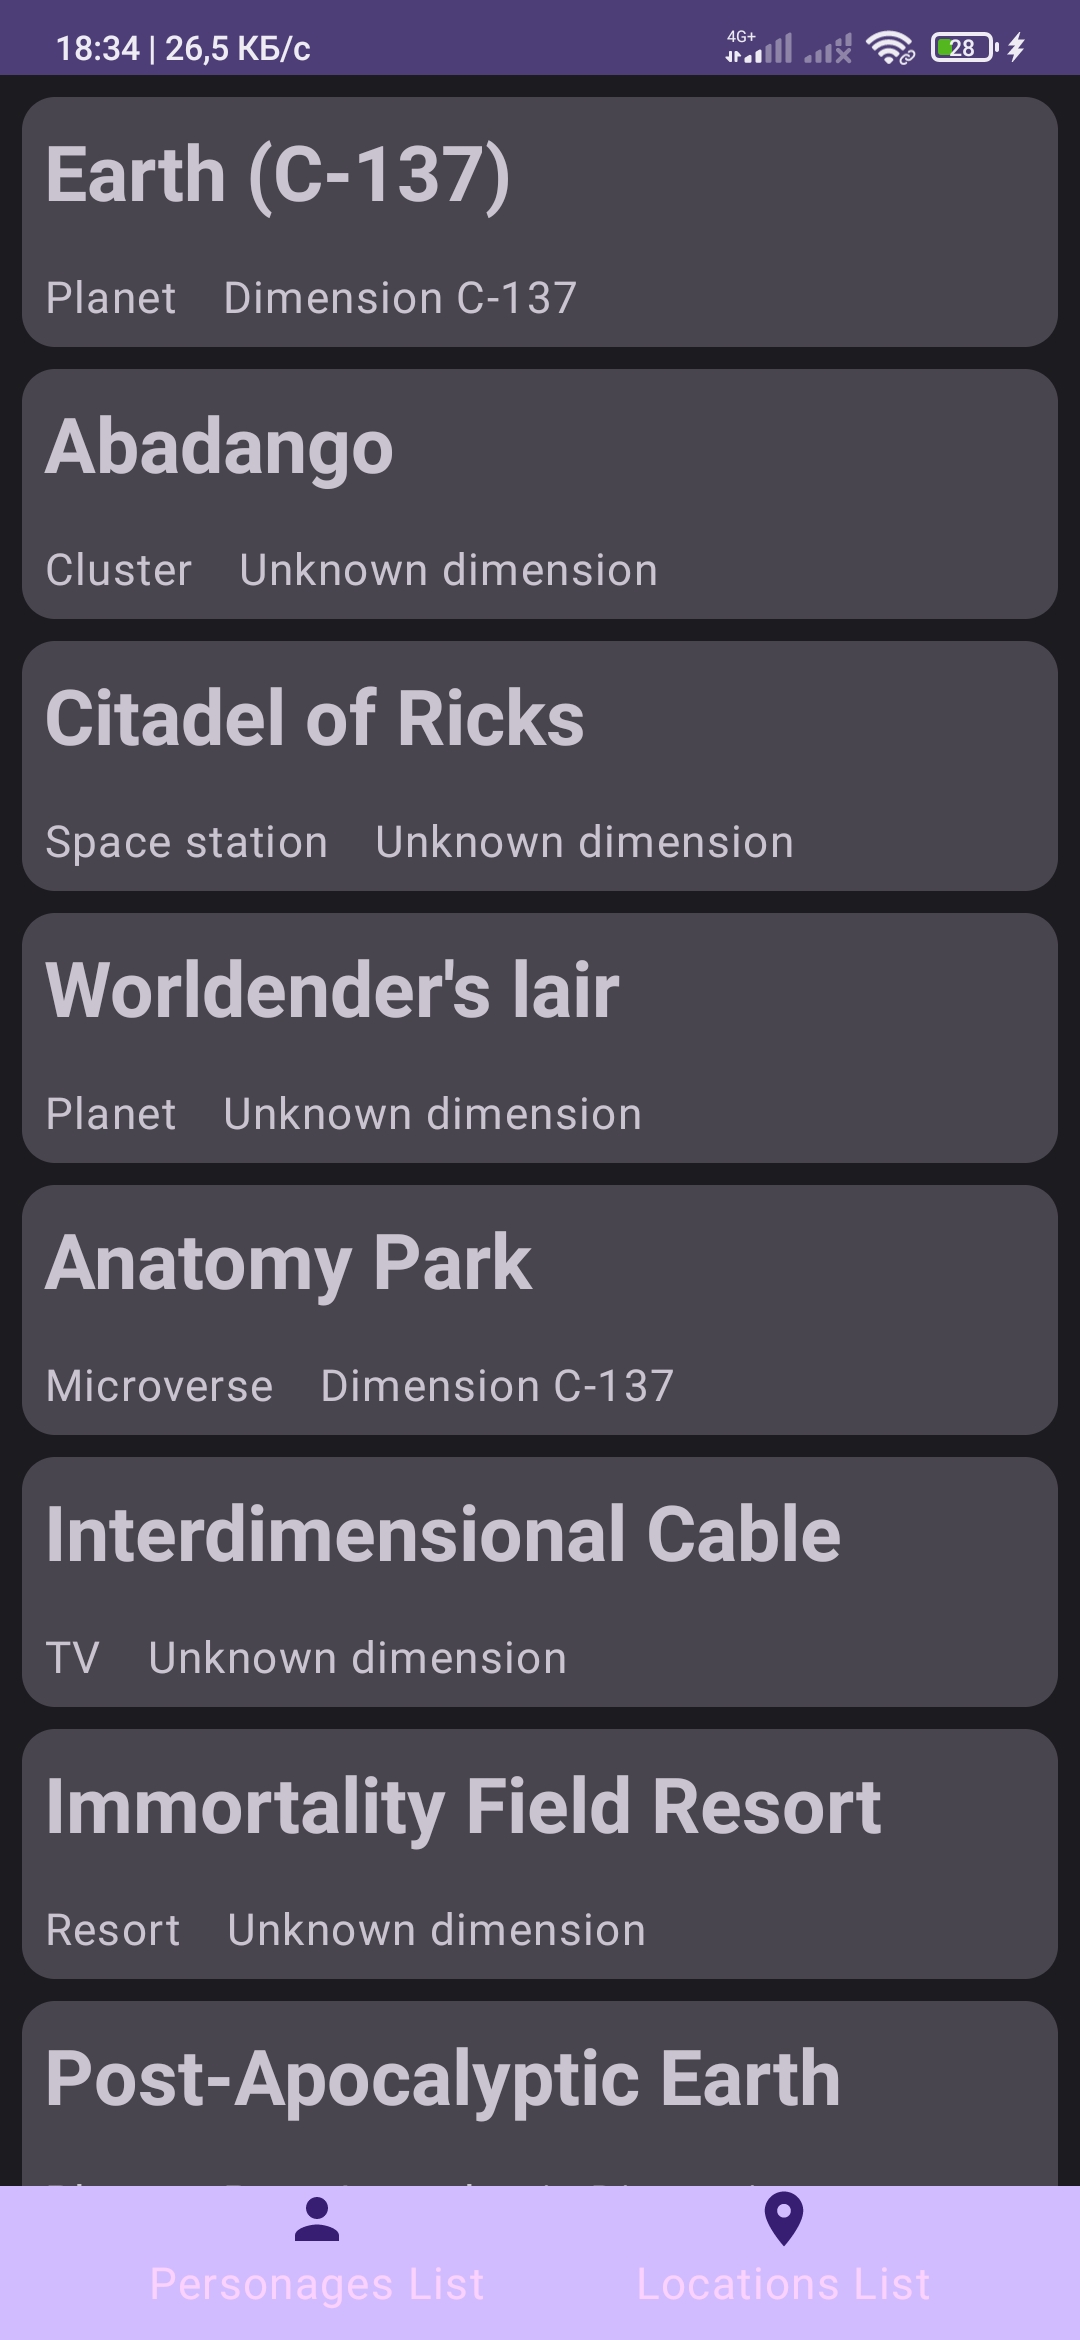 18:34 | 26,5 КБ/с 4G+ 28
Earth (C-137)
Planet Dimension C-137
Abadango
Cluster Unknown dimension
Citadel of Ricks
Space station Unknown dimension
Worldender's lair
Planet Unknown dimension
Anatomy Park
Microverse Dimension C-137
Interdimensional Cable
TV Unknown dimension
Immortality Field Resort
Resort Unknown dimension
Post-Apocalyptic Earth
Personages List Locations List